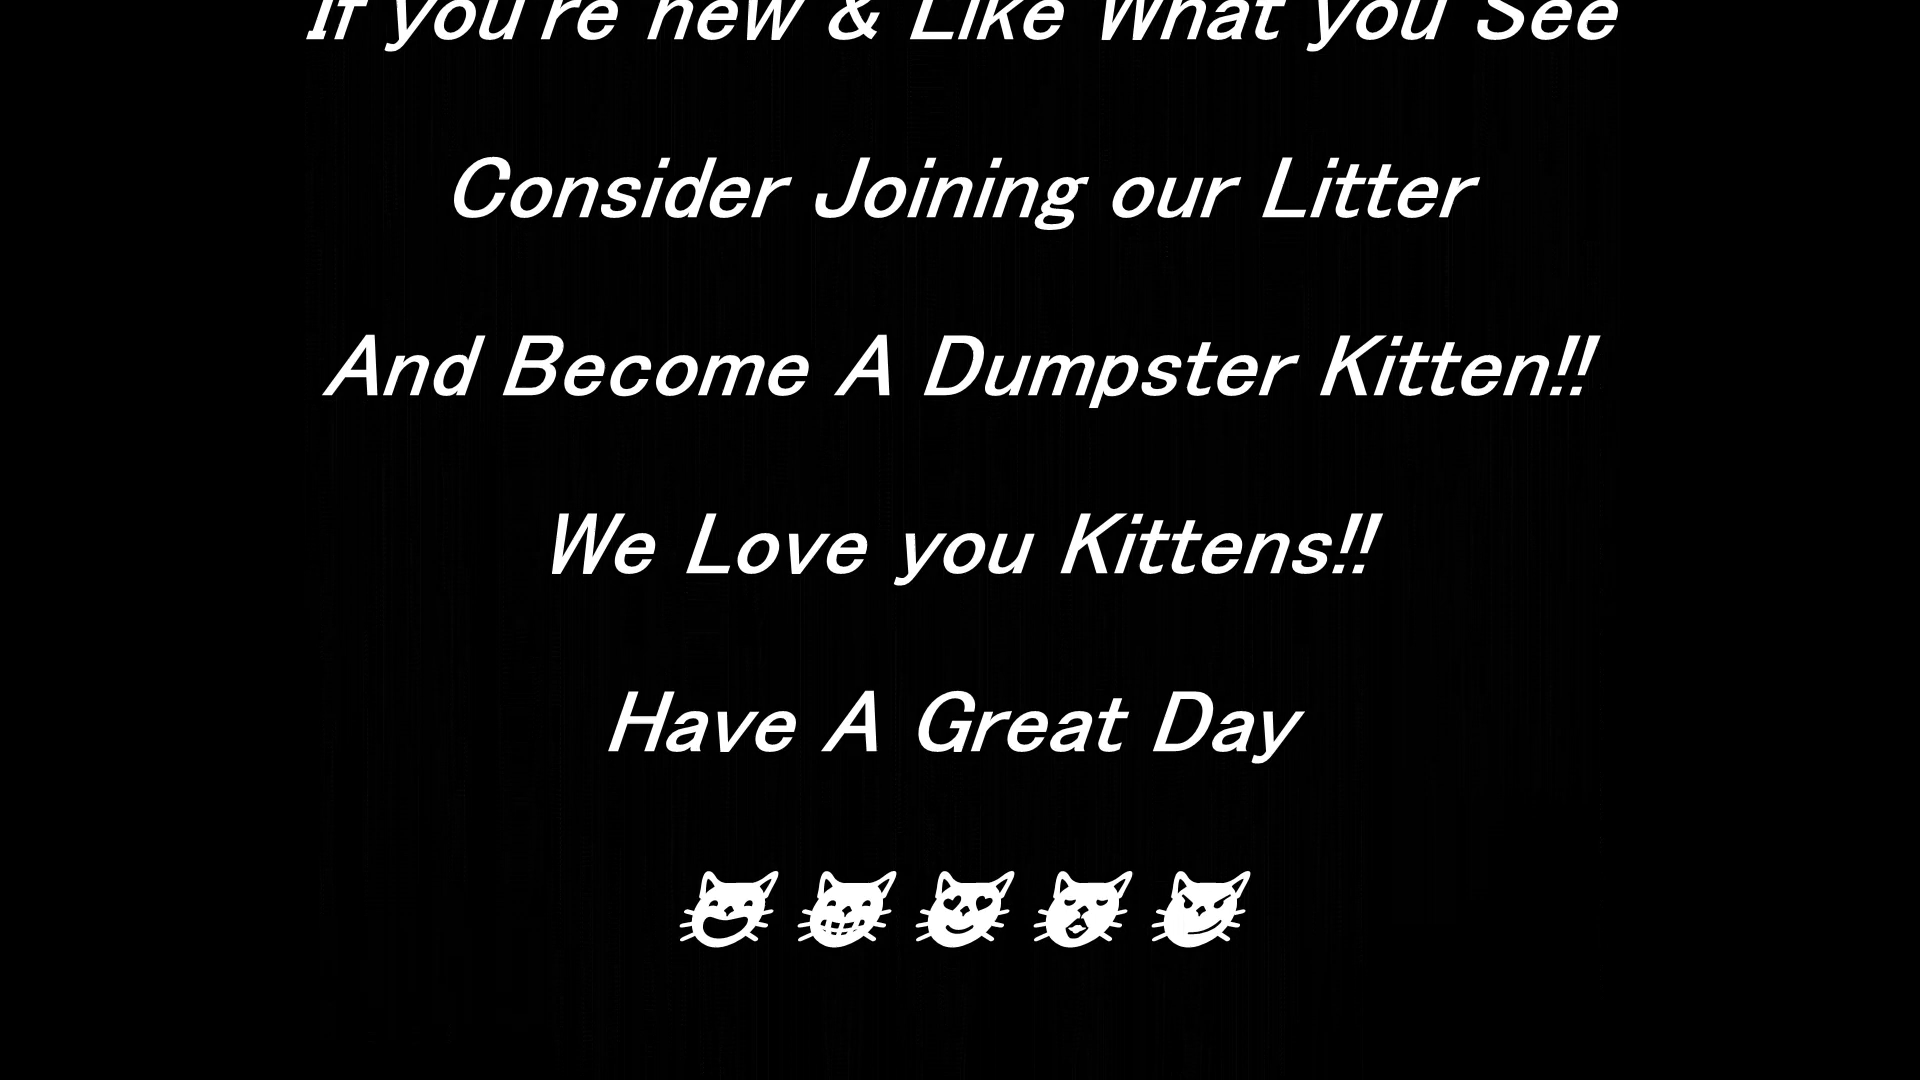 If you're new & Like What you See
Consider Joining our Litter
And Become A Dumpster Kitten!!
We Love you Kittens!!
Have A Great Day
😺😸😻😽😼